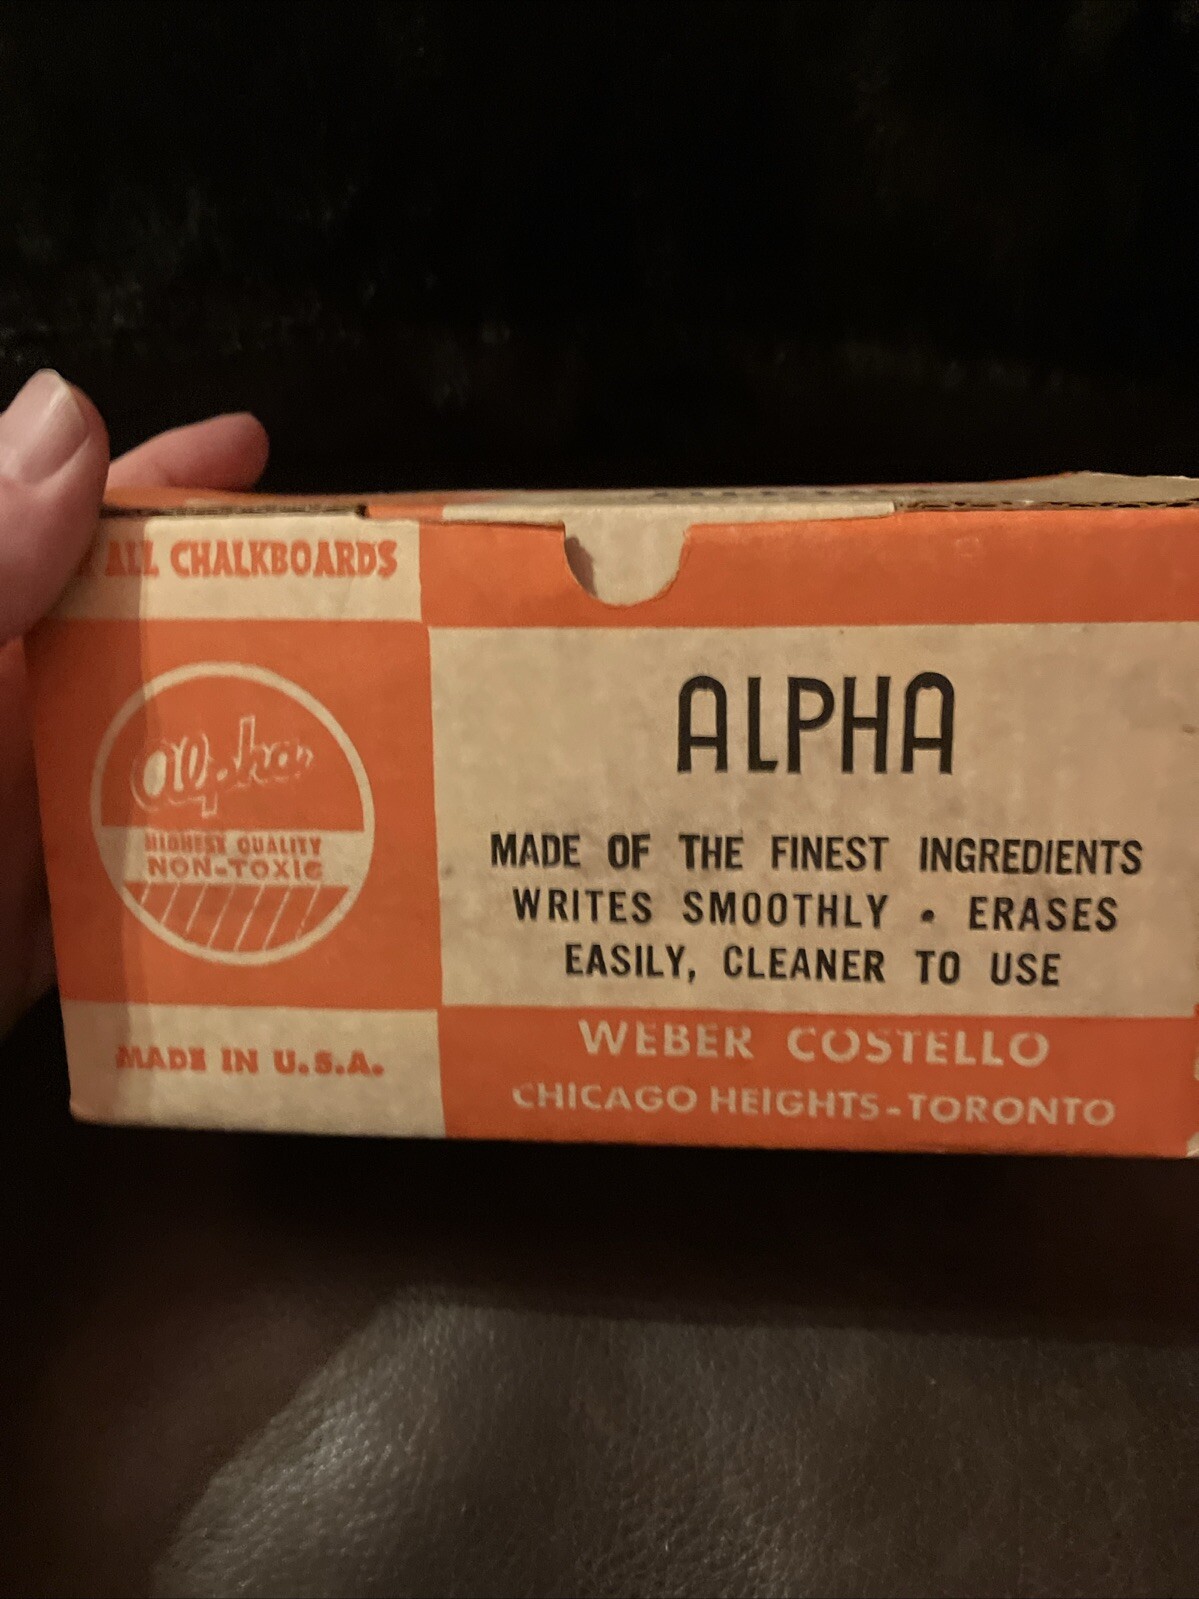 ALL CHALKBOARDS
Alpha
HIGHEST QUALITY
NON-TOXIC
MADE IN U.S.A.
ALPHA
MADE OF THE FINEST INGREDIENTS
WRITES SMOOTHLY • ERASES
EASILY, CLEANER TO USE
WEBER COSTELLO
CHICAGO HEIGHTS-TORONTO